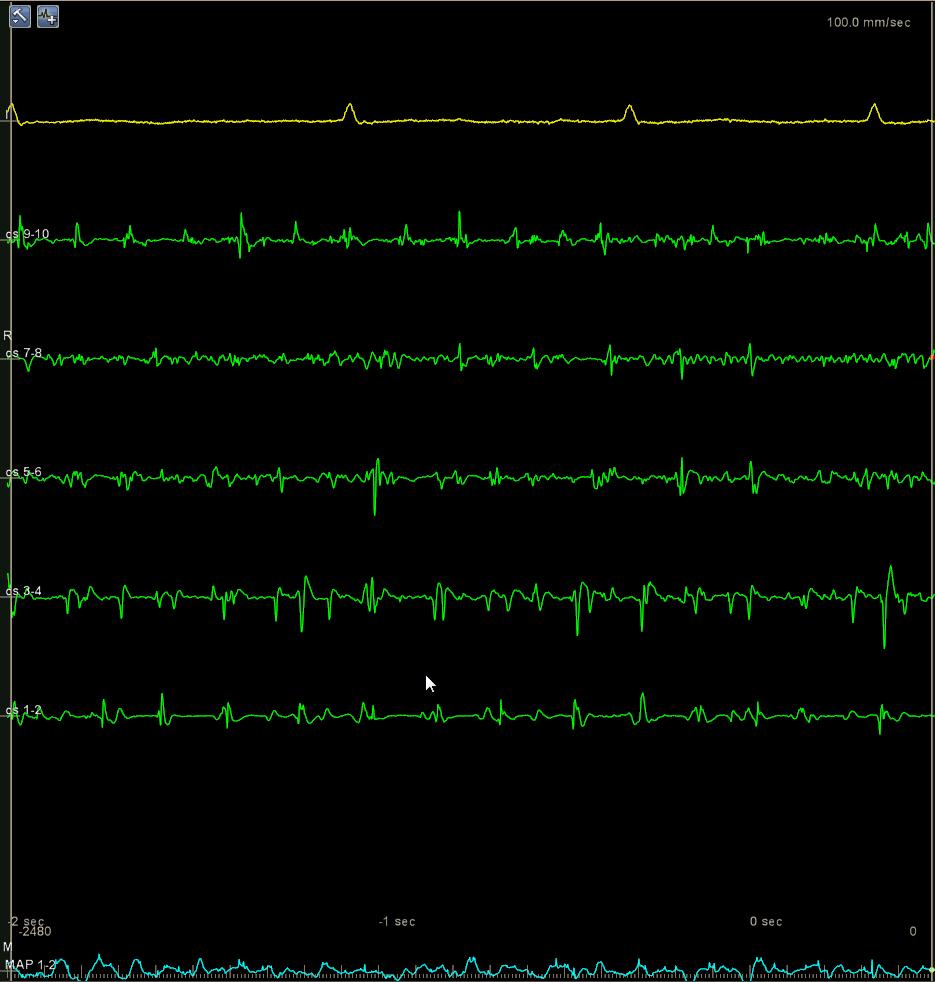 100.0 mm/sec
I
cs 9-10
R
cs 7-8
cs 5-6
cs 3-4
cs 1-2
-2 sec
-1 sec
0 sec
-2480
0
M
MAP 1-2